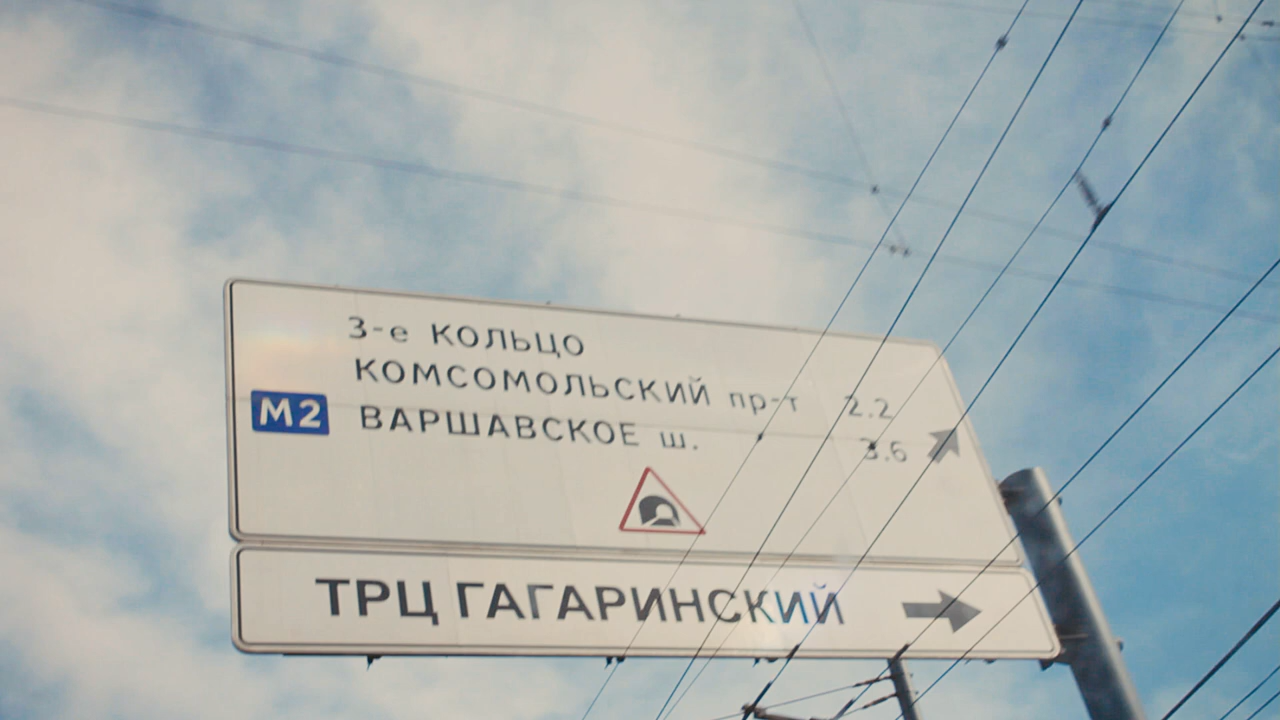 3-е КОЛЬЦО
КОМСОМОЛЬСКИЙ пр-т 2.2
М2 ВАРШАВСКОЕ ш. 3.6
ТРЦ ГАГАРИНСКИЙ